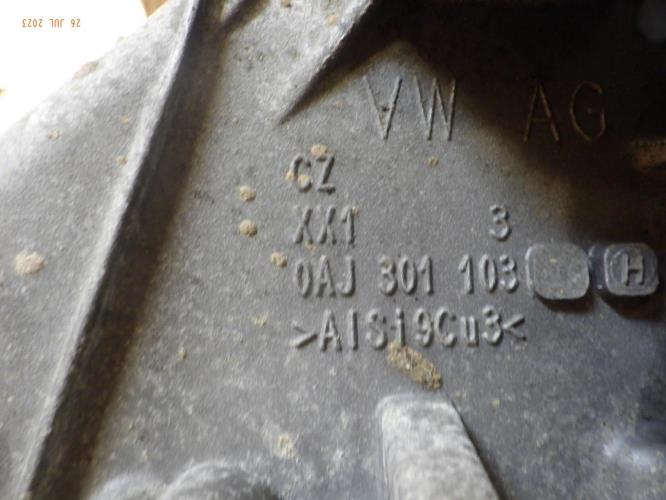 26 JUL 2023
VW AG
CZ
XX1 3
0AJ 301 103 H
>AlSi9Cu3<